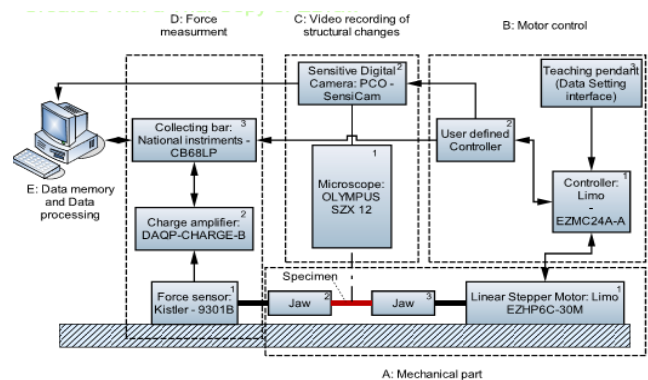 D: Force
measurment
C: Video recording of
structural changes
B: Motor control
Sensitive Digital 2
Camera: PCO -
SensiCam
Teaching pendant 3
(Data Setting
interface)
Collecting bar: 3
National instriments -
CB68LP
User defined 2
Controller
1
Microscope:
OLYMPUS
SZX 12
Controller: 1
Limo
-
EZMC24A-A
E: Data memory
and Data
processing
Charge amplifier: 2
DAQP-CHARGE-B
Specimen
Force sensor: 1
Kistler - 9301B
Jaw 2
Jaw 3
Linear Stepper Motor: Limo 1
EZHP6C-30M
A: Mechanical part